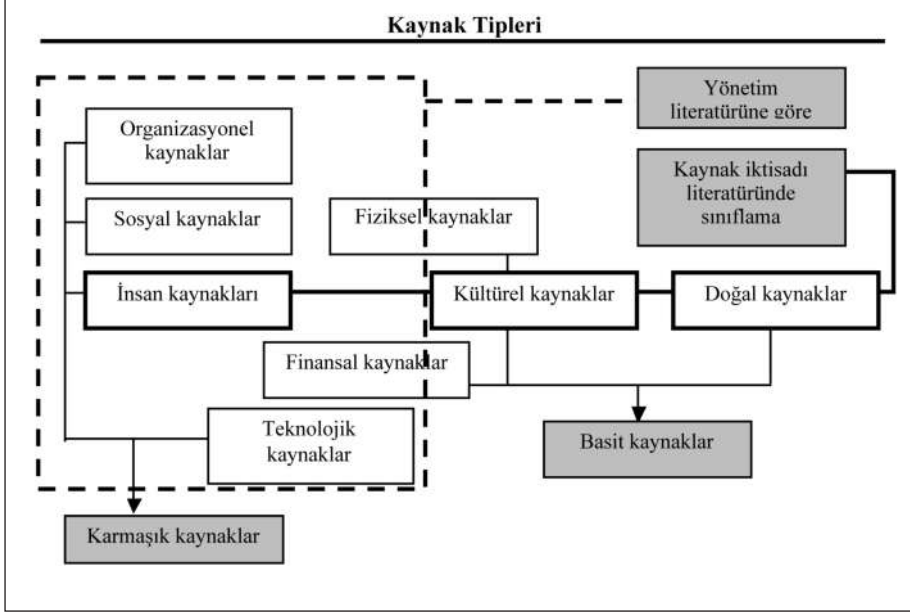 Kaynak Tipleri
Yönetim
literatürüne göre
Organizasyonel
kaynaklar
Kaynak iktisadı
literatüründe
sınıflama
Sosyal kaynaklar
Fiziksel kaynaklar
İnsan kaynakları
Kültürel kaynaklar
Doğal kaynaklar
Finansal kaynaklar
Teknolojik
kaynaklar
Basit kaynaklar
Karmaşık kaynaklar